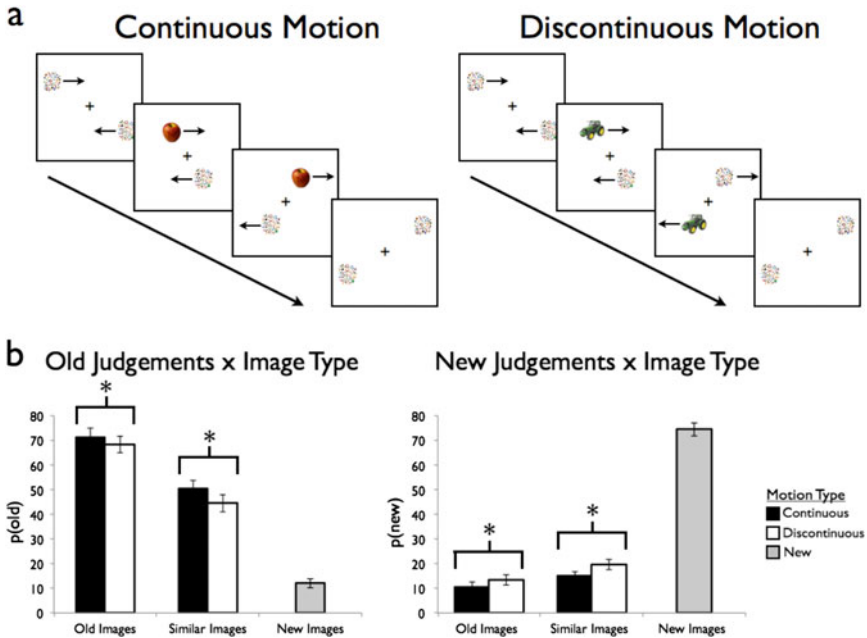 a
Continuous Motion
Discontinuous Motion
+
+
+
+
+
+
+
+
b
Old Judgements x Image Type
New Judgements x Image Type
*
*
*
*
p(old)
80
70
60
50
40
30
20
10
0
Old Images
Similar Images
New Images
p(new)
80
70
60
50
40
30
20
10
0
Old Images
Similar Images
New Images
Motion Type
Continuous
Discontinuous
New